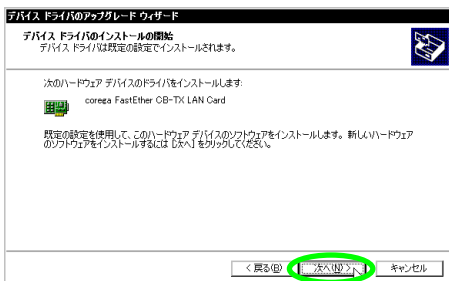 デバイス ドライバのアップグレード ウィザード
デバイス ドライバのインストールの開始
デバイス ドライバは既定の設定でインストールされます。
次のハードウェア デバイスのドライバをインストールします:
corega FastEther CB-TX LAN Card
既定の設定を使用して、このハードウェア デバイスのソフトウェアをインストールします。新しいハードウェア
のソフトウェアをインストールするには [次へ] をクリックしてください。
< 戻る(B)
次へ(N) >
キャンセル